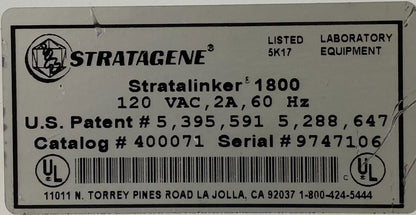 STRATAGENE®
LISTED LABORATORY
5K17 EQUIPMENT
Stratalinker® 1800
120 VAC,2A,60 Hz
U.S. Patent # 5,395,591 5,288,647
Catalog # 400071 Serial # 9747106
UL UL
11011 N. TORREY PINES ROAD LA JOLLA, CA 92037 1-800-424-5444